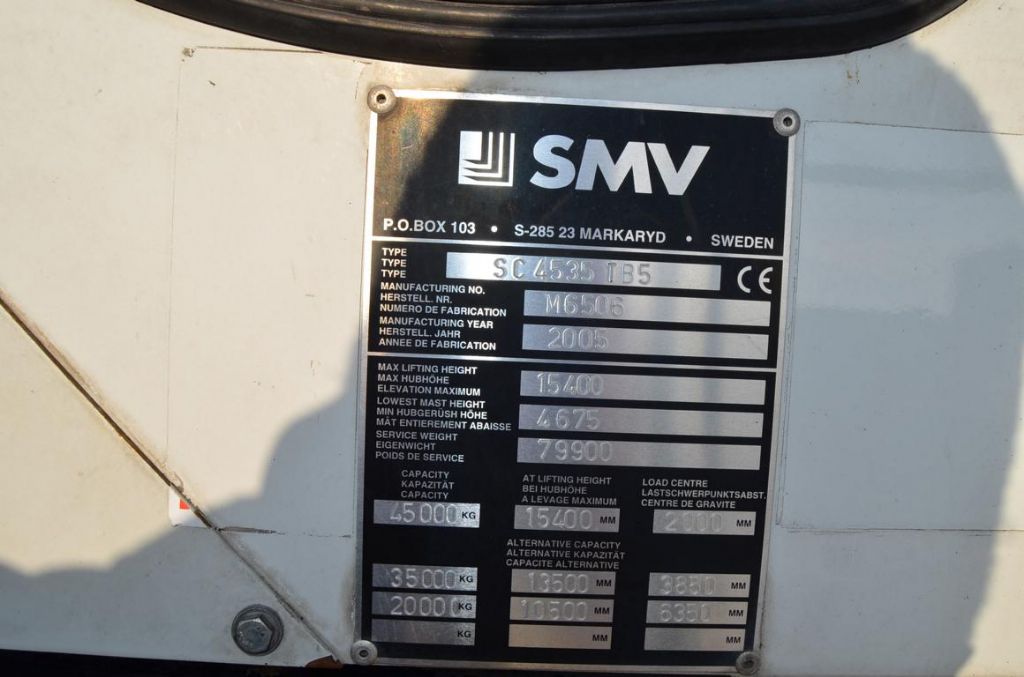 SMV
P.O.BOX 103 • S-285 23 MARKARYD • SWEDEN
TYPE
TYPE
TYPE
SC 4535 TB5
CE
MANUFACTURING NO.
HERSTELL. NR.
NUMERO DE FABRICATION
M6506
MANUFACTURING YEAR
HERSTELL. JAHR
ANNEE DE FABRICATION
2005
MAX LIFTING HEIGHT
MAX HUBHÖHE
ELEVATION MAXIMUM
15400
LOWEST MAST HEIGHT
MIN HUBGERÜSH HÖHE
MÂT ENTIEREMENT ABAISSE
4675
SERVICE WEIGHT
EIGENWICHT
POIDS DE SERVICE
79900
CAPACITY
KAPAZITÄT
CAPACITY
AT LIFTING HEIGHT
BEI HUBHÖHE
A LEVAGE MAXIMUM
LOAD CENTRE
LASTSCHWERPUNKTSABST.
CENTRE DE GRAVITE
45000 KG 15400 MM 2000 MM
ALTERNATIVE CAPACITY
ALTERNATIVE KAPAZITÄT
CAPACITE ALTERNATIVE
35000 KG 13500 MM 3850 MM
20000 KG 10500 MM 6350 MM
KG MM MM